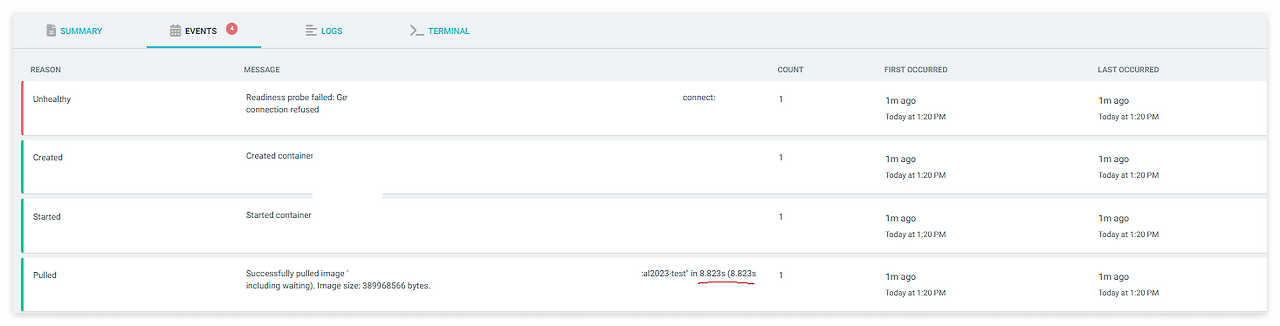 SUMMARY EVENTS 4 LOGS TERMINAL
REASON MESSAGE COUNT FIRST OCCURRED LAST OCCURRED
Unhealthy Readiness probe failed: Ge connect: 1 1m ago 1m ago
connection refused Today at 1:20 PM Today at 1:20 PM
Created Created container 1 1m ago 1m ago
Today at 1:20 PM Today at 1:20 PM
Started Started container 1 1m ago 1m ago
Today at 1:20 PM Today at 1:20 PM
Pulled Successfully pulled image " :al2023-test" in 8.823s (8.823s 1 1m ago 1m ago
including waiting). Image size: 389968566 bytes. Today at 1:20 PM Today at 1:20 PM